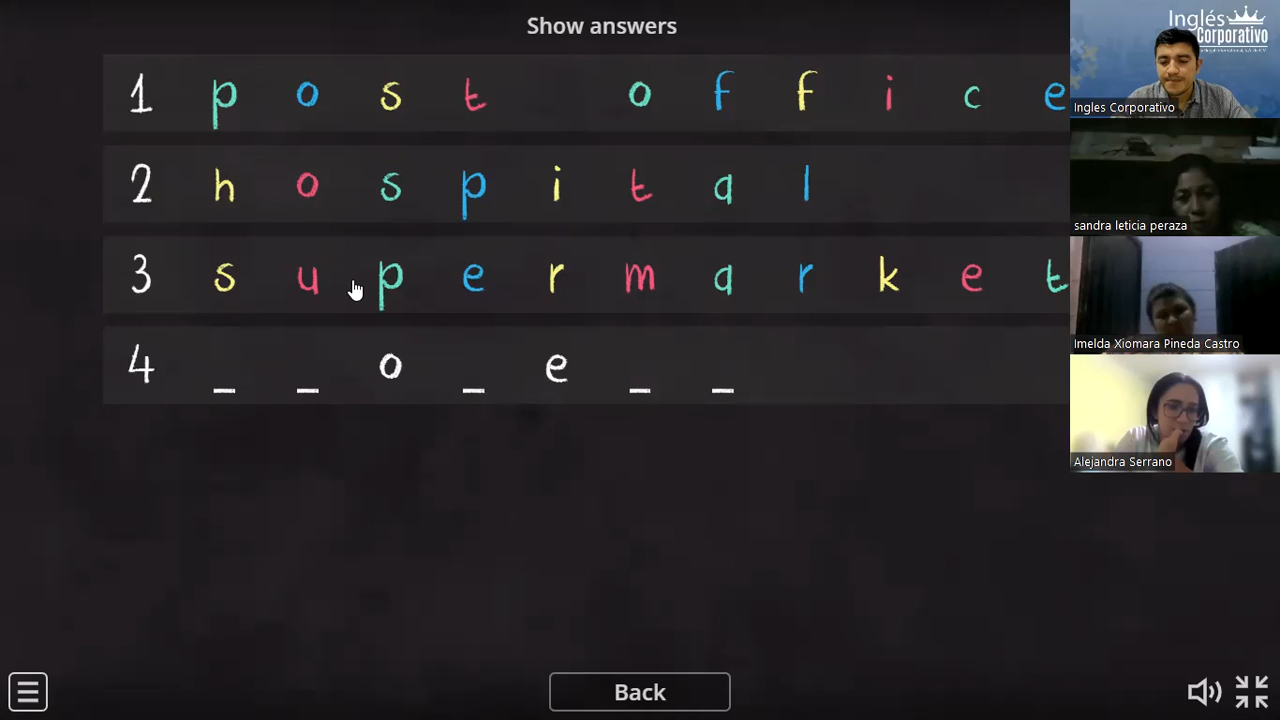 Show answers
1 p o s t o f f i c e
2 h o s p i t a l
3 s u p e r m a r k e t
4 _ _ o _ e _ _
Back
Inglés
Corporativo
Ingles Corporativo
sandra leticia peraza
Imelda Xiomara Pineda Castro
Alejandra Serrano